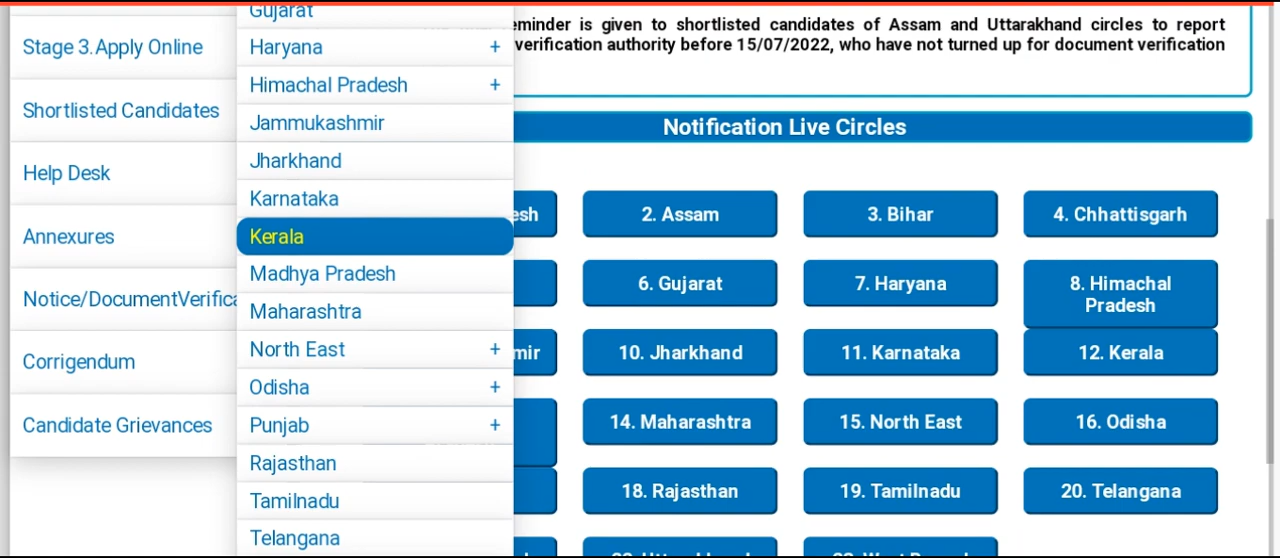 Stage 3.Apply Online
Shortlisted Candidates
Help Desk
Annexures
Notice/DocumentVerifica
Corrigendum
Candidate Grievances
Gujarat
Haryana +
Himachal Pradesh +
Jammukashmir
Jharkhand
Karnataka
Kerala
Madhya Pradesh
Maharashtra
North East +
Odisha +
Punjab +
Rajasthan
Tamilnadu
Telangana
eminder is given to shortlisted candidates of Assam and Uttarakhand circles to report
verification authority before 15/07/2022, who have not turned up for document verification
Notification Live Circles
esh
2. Assam
3. Bihar
4. Chhattisgarh
6. Gujarat
7. Haryana
8. Himachal
Pradesh
mir
10. Jharkhand
11. Karnataka
12. Kerala
14. Maharashtra
15. North East
16. Odisha
18. Rajasthan
19. Tamilnadu
20. Telangana